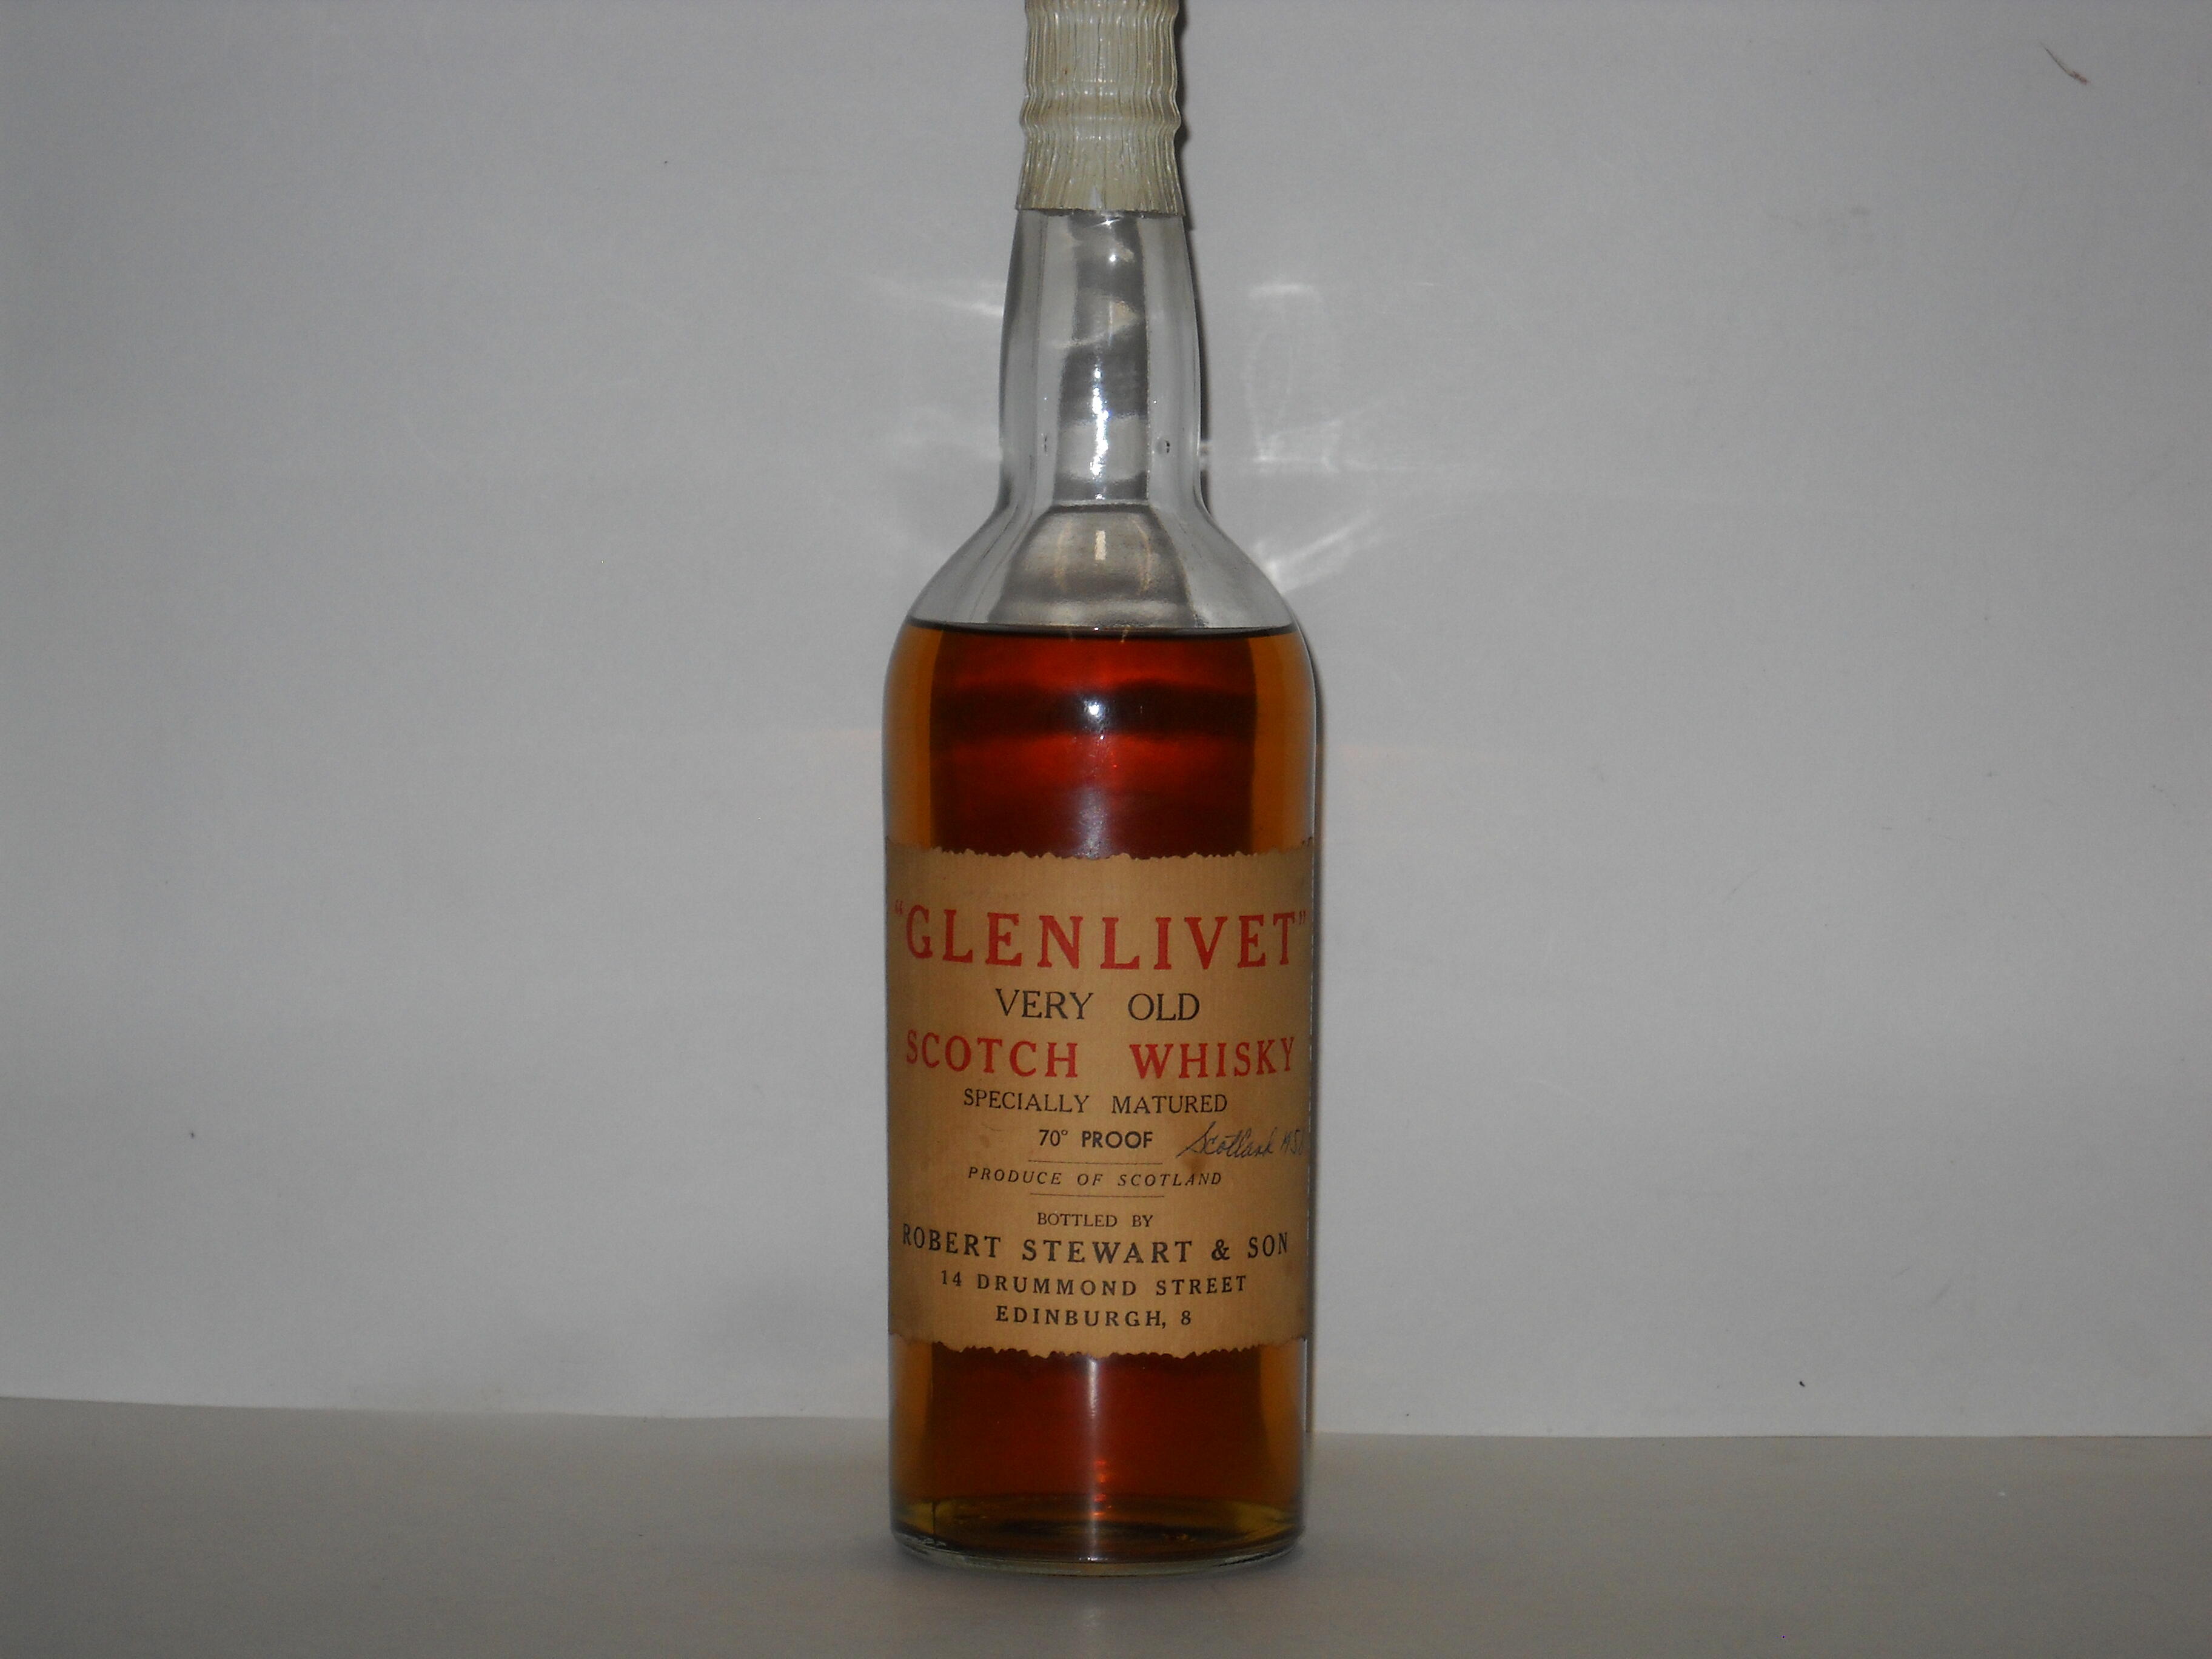 "GLENLIVET"
VERY OLD
SCOTCH WHISKY
SPECIALLY MATURED
70° PROOF Scotland
PRODUCE OF SCOTLAND
BOTTLED BY
ROBERT STEWART & SON
14 DRUMMOND STREET
EDINBURGH, 8